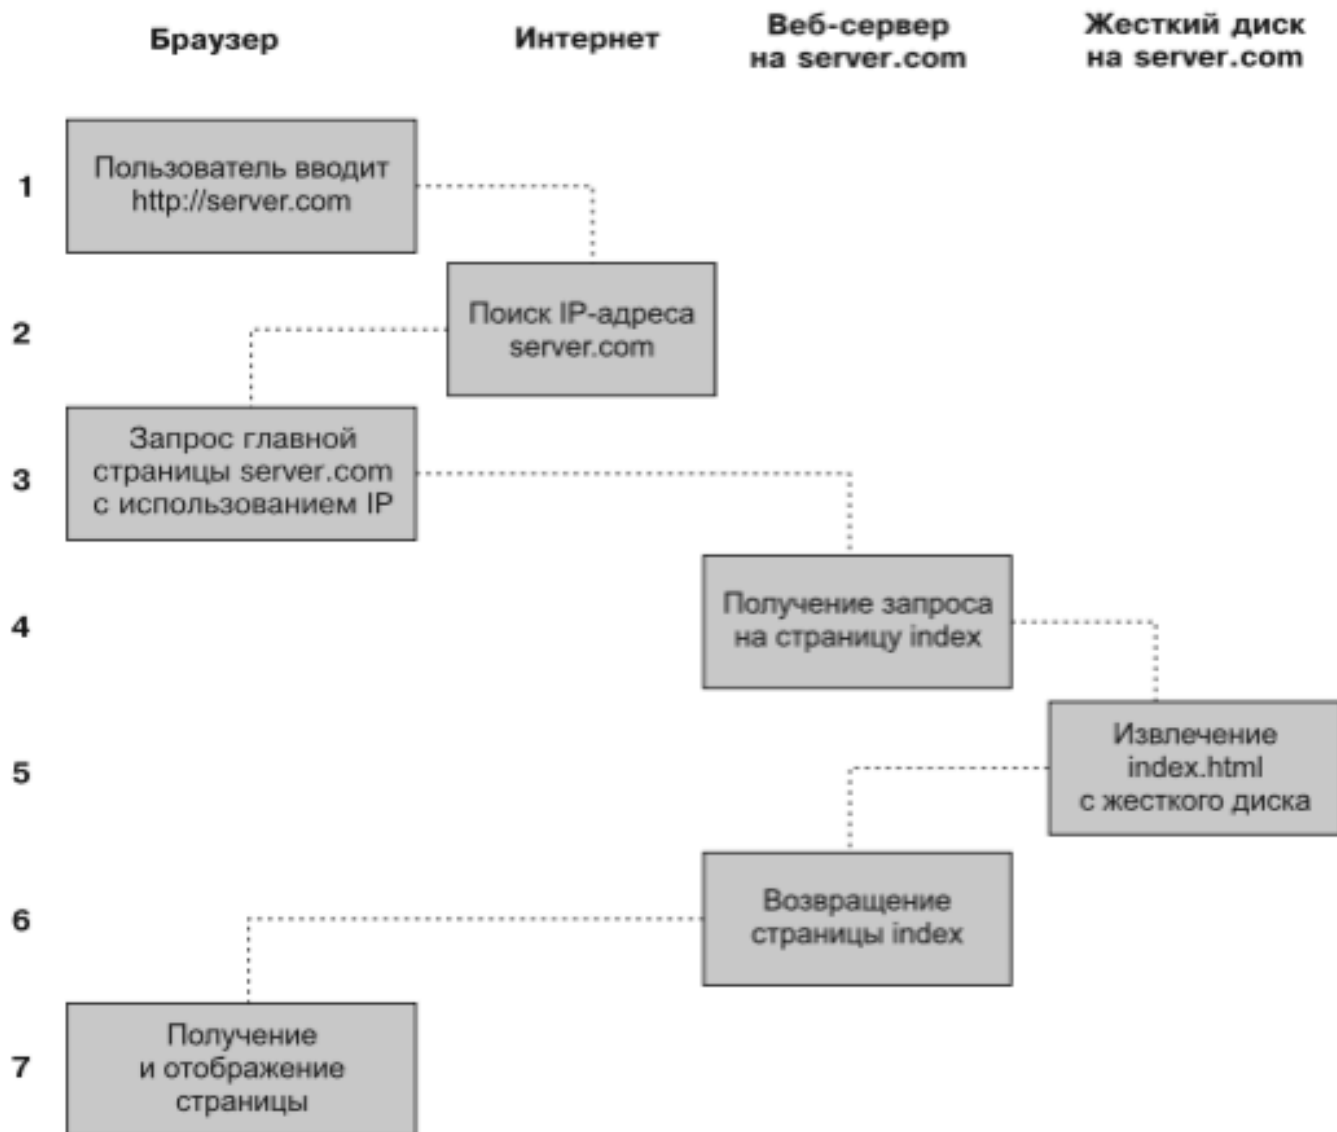 Браузер
Интернет
Веб-сервер
на server.com
Жесткий диск
на server.com
1
Пользователь вводит
http://server.com
2
Поиск IP-адреса
server.com
3
Запрос главной
страницы server.com
с использованием IP
4
Получение запроса
на страницу index
5
Извлечение
index.html
с жесткого диска
6
Возвращение
страницы index
7
Получение
и отображение
страницы